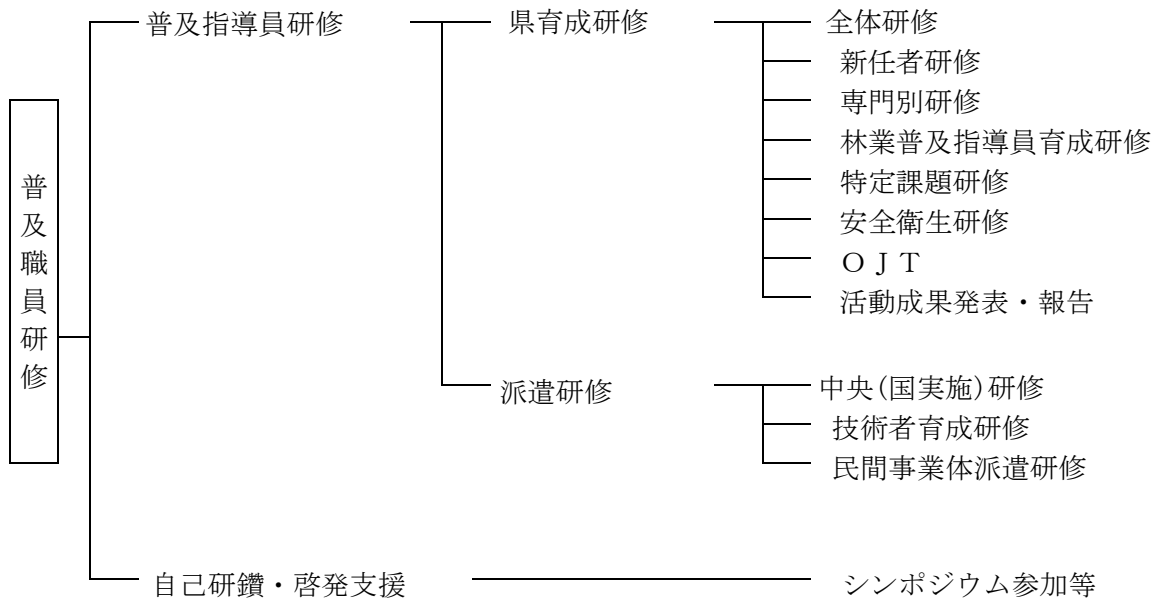 普及職員研修
普及指導員研修
県育成研修
全体研修
新任者研修
専門別研修
林業普及指導員育成研修
特定課題研修
安全衛生研修
ＯＪＴ
活動成果発表・報告
派遣研修
中央(国実施)研修
技術者育成研修
民間事業体派遣研修
自己研鑽・啓発支援
シンポジウム参加等